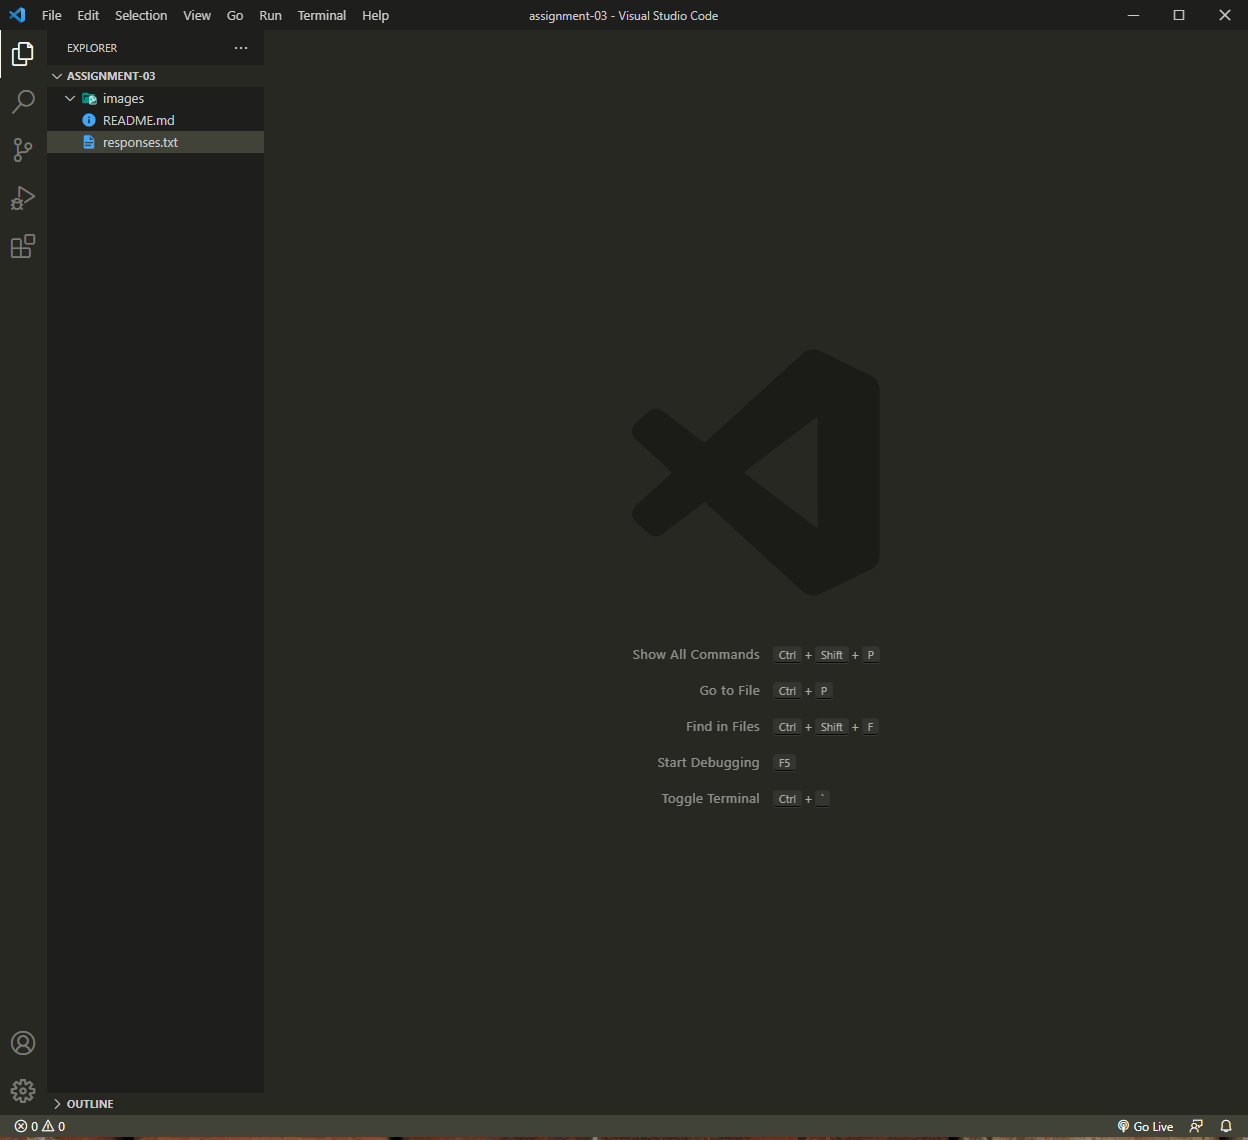 File Edit Selection View Go Run Terminal Help assignment-03 - Visual Studio Code
EXPLORER
ASSIGNMENT-03
images
README.md
responses.txt
Show All Commands Ctrl + Shift + P
Go to File Ctrl + P
Find in Files Ctrl + Shift + F
Start Debugging F5
Toggle Terminal Ctrl + `
OUTLINE
0 0 Go Live